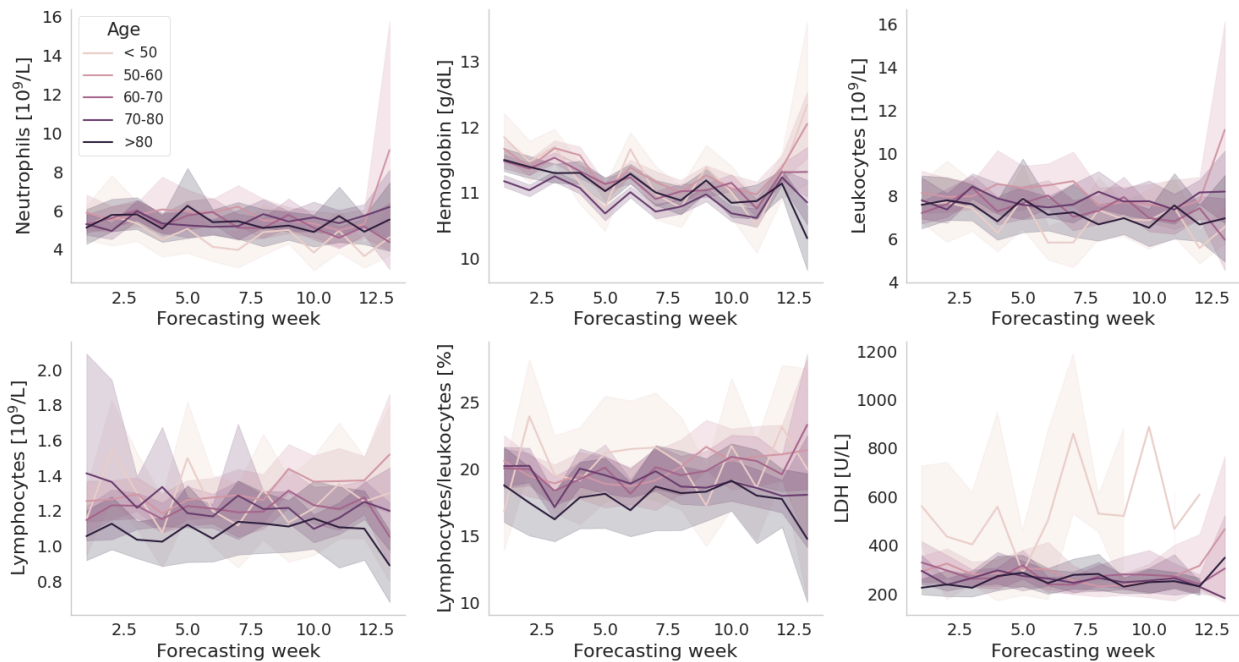 Neutrophils [10^9/L]
16
14
12
10
8
6
4
Age
< 50
50-60
60-70
70-80
>80
2.5 5.0 7.5 10.0 12.5
Forecasting week
Hemoglobin [g/dL]
13
12
11
10
2.5 5.0 7.5 10.0 12.5
Forecasting week
Leukocytes [10^9/L]
16
14
12
10
8
6
4
2.5 5.0 7.5 10.0 12.5
Forecasting week
Lymphocytes [10^9/L]
2.0
1.8
1.6
1.4
1.2
1.0
0.8
2.5 5.0 7.5 10.0 12.5
Forecasting week
Lymphocytes/leukocytes [%]
25
20
15
10
2.5 5.0 7.5 10.0 12.5
Forecasting week
LDH [U/L]
1200
1000
800
600
400
200
2.5 5.0 7.5 10.0 12.5
Forecasting week